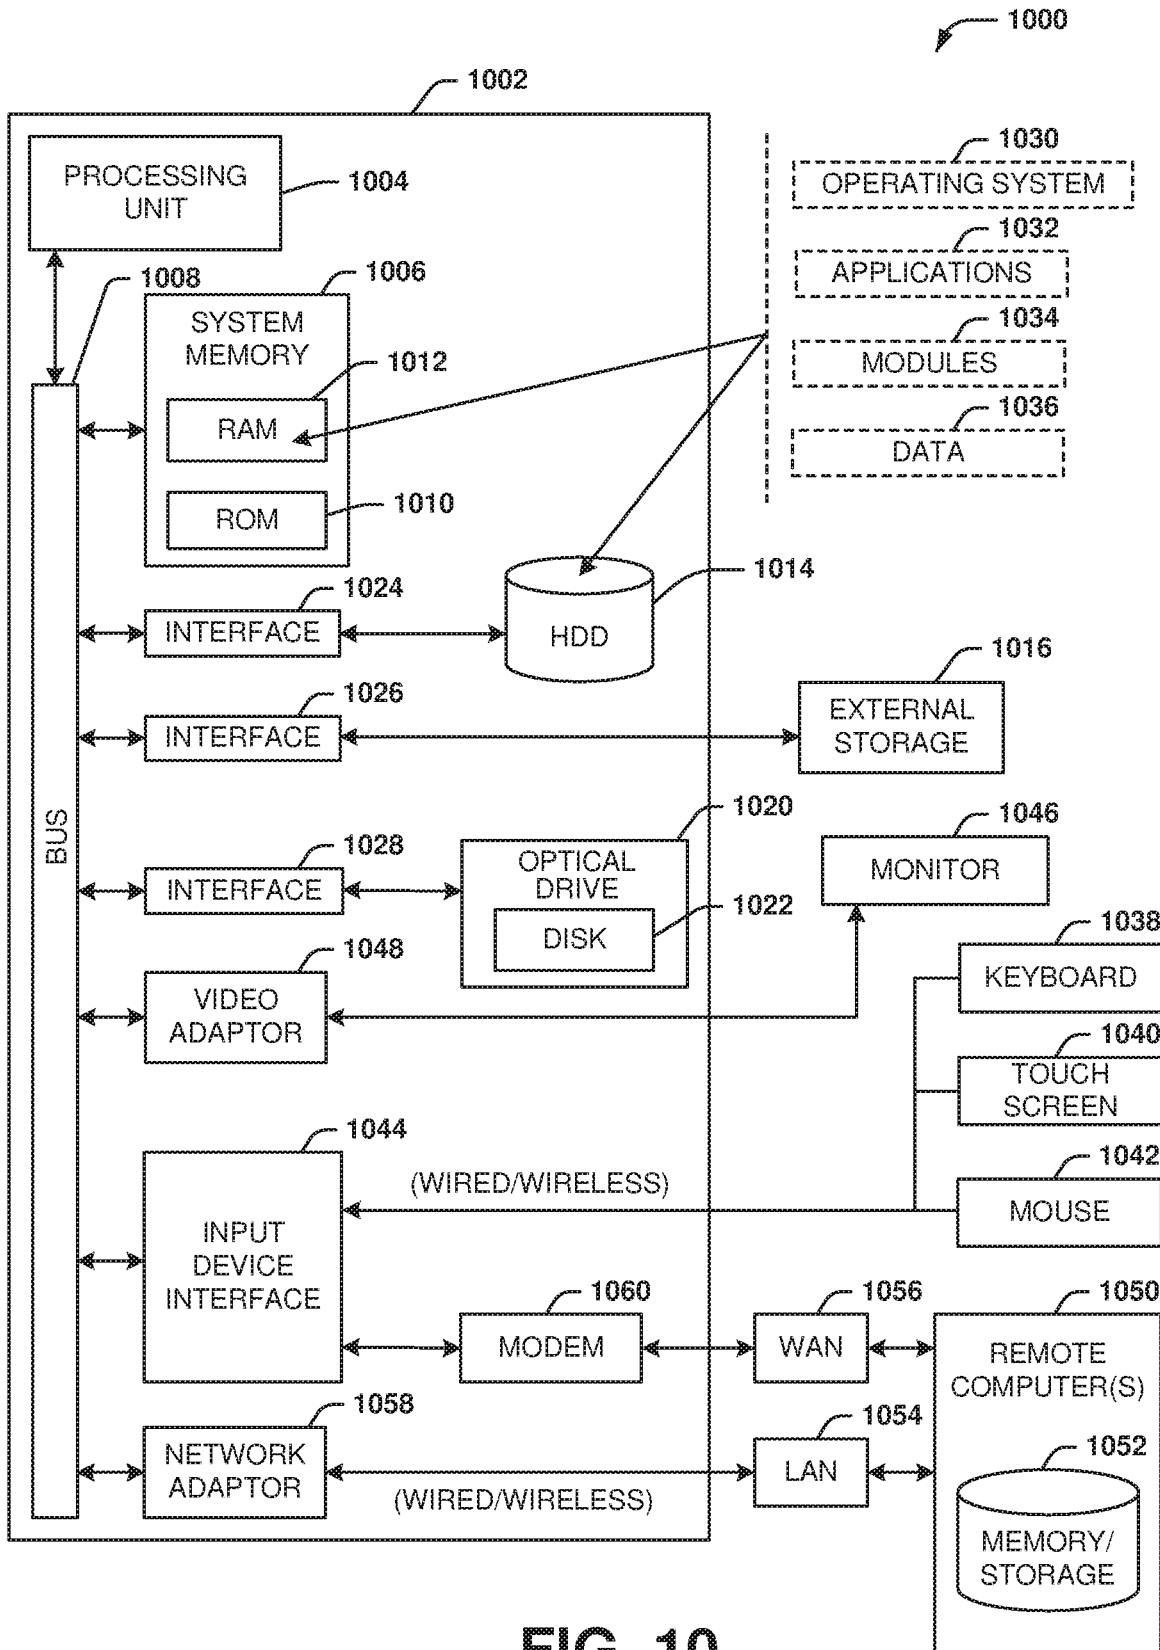 1000
1002
PROCESSING
UNIT
1004
1030
OPERATING SYSTEM
1032
APPLICATIONS
1034
MODULES
1036
DATA
1008
1006
SYSTEM
MEMORY
1012
RAM
1010
ROM
1014
HDD
1024
INTERFACE
1016
EXTERNAL
STORAGE
1026
INTERFACE
BUS
1020
OPTICAL
DRIVE
1022
DISK
1028
INTERFACE
1046
MONITOR
1048
VIDEO
ADAPTOR
1038
KEYBOARD
1040
TOUCH
SCREEN
1042
MOUSE
1044
INPUT
DEVICE
INTERFACE
(WIRED/WIRELESS)
1060
MODEM
1056
WAN
1050
REMOTE
COMPUTER(S)
1058
NETWORK
ADAPTOR
(WIRED/WIRELESS)
1054
LAN
1052
MEMORY/
STORAGE
FIG. 10